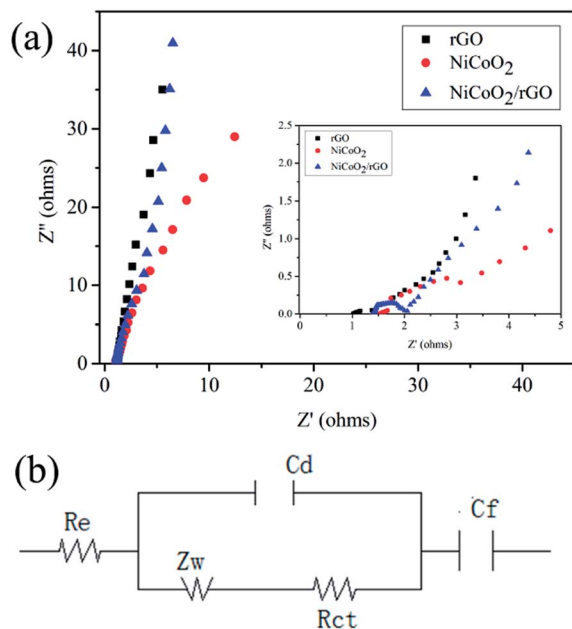 (a)
40
30
20
10
0
0
10
20
30
40
Z" (ohms)
Z' (ohms)
rGO
NiCoO₂
NiCoO₂/rGO
2.5
2.0
1.5
1.0
0.5
0.0
0
1
2
3
4
5
Z" (ohms)
Z' (ohms)
rGO
NiCoO₂
NiCoO₂/rGO
(b)
Cd
Re
Cf
Zw
Rct